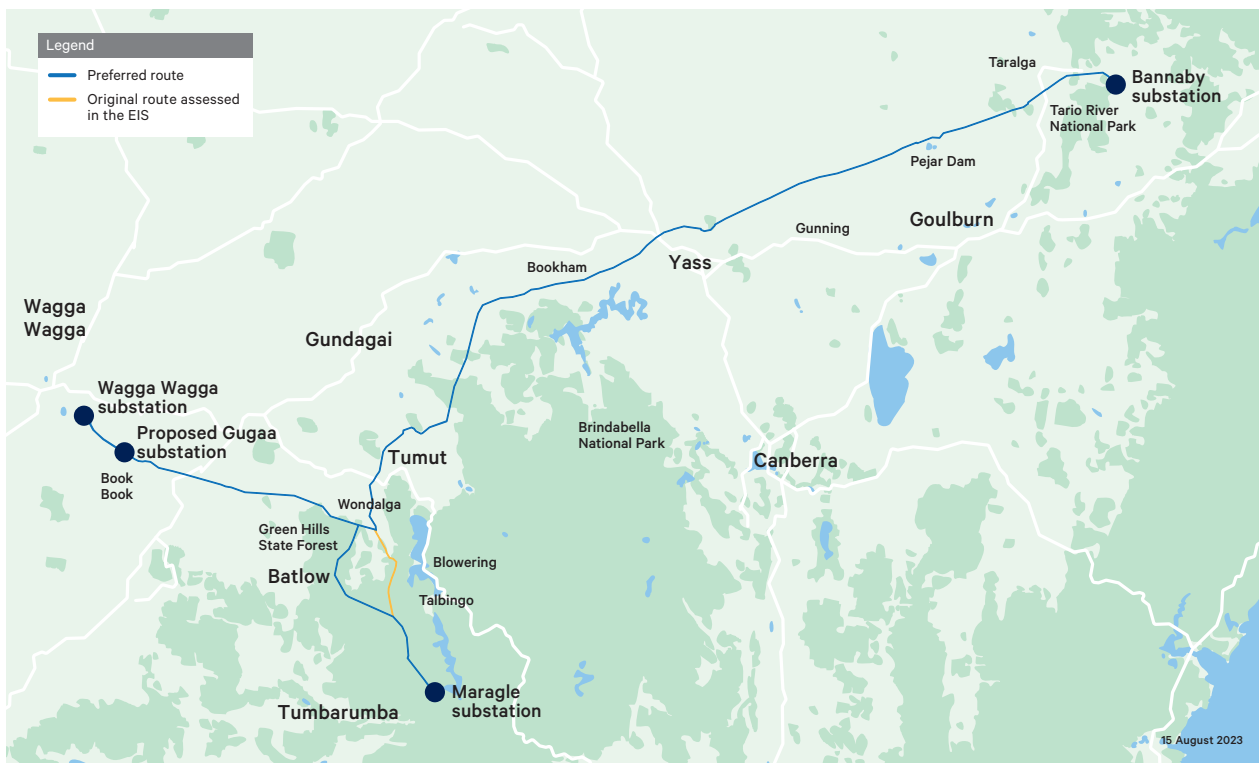 Legend
Preferred route
Original route assessed
in the EIS
Taralga
Bannaby
substation
Tario River
National Park
Pejar Dam
Goulburn
Gunning
Yass
Bookham
Wagga
Wagga
Gundagai
Wagga Wagga
substation
Proposed Gugaa
substation
Book
Book
Brindabella
National Park
Tumut
Canberra
Wondalga
Green Hills
State Forest
Batlow
Blowering
Talbingo
Maragle
substation
Tumbarumba
15 August 2023